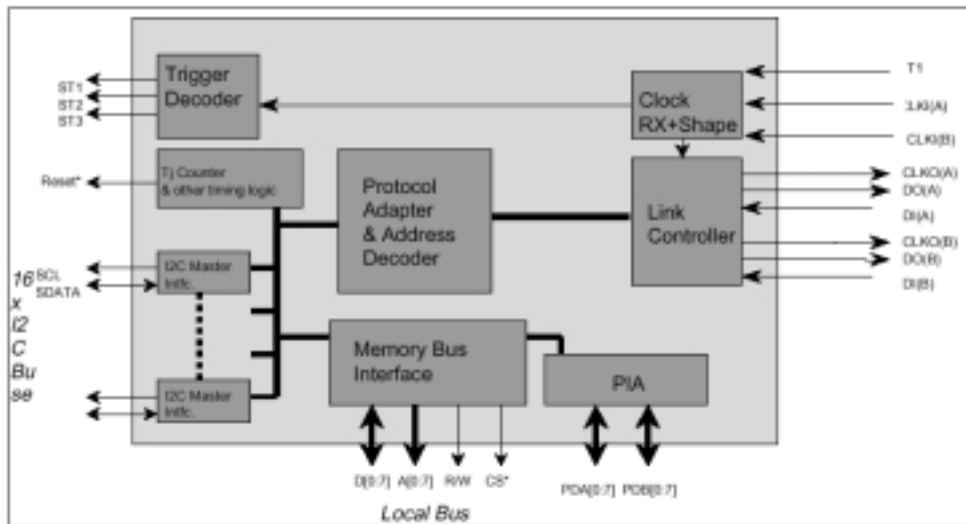 Trigger
Decoder
ST1
ST2
ST3
Clock
RX+Shape
T1
CLKI(B)
Tj Counter
& other timing logic
Reset*
Protocol
Adapter
& Address
Decoder
Link
Controller
CLKO(A)
DO(A)
DI(A)
CLKO(B)
DO(B)
DI(B)
16
x
I2
C
Bu
se
SCL
SDATA
I2C Master
Intfc.
I2C Master
Intfc.
Memory Bus
Interface
PIA
D[0:7] A[0:7] R/W CS*
PDA[0:7] PDB[0:7]
Local Bus